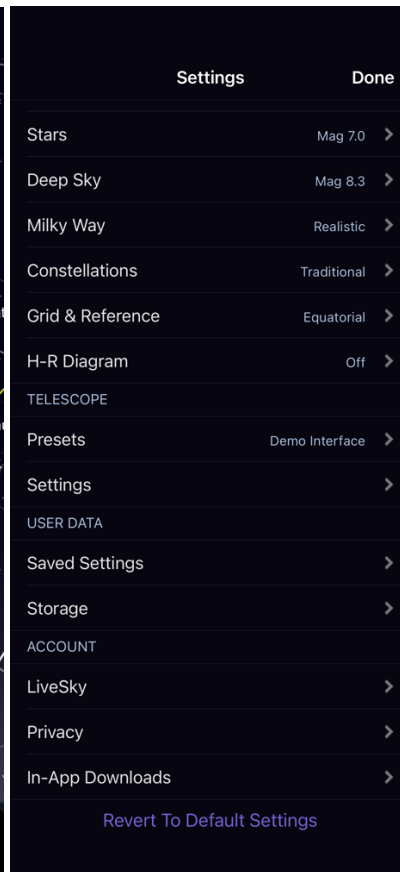 Settings Done
Stars Mag 7.0
Deep Sky Mag 8.3
Milky Way Realistic
Constellations Traditional
Grid & Reference Equatorial
H-R Diagram Off
TELESCOPE
Presets Demo Interface
Settings
USER DATA
Saved Settings
Storage
ACCOUNT
LiveSky
Privacy
In-App Downloads
Revert To Default Settings